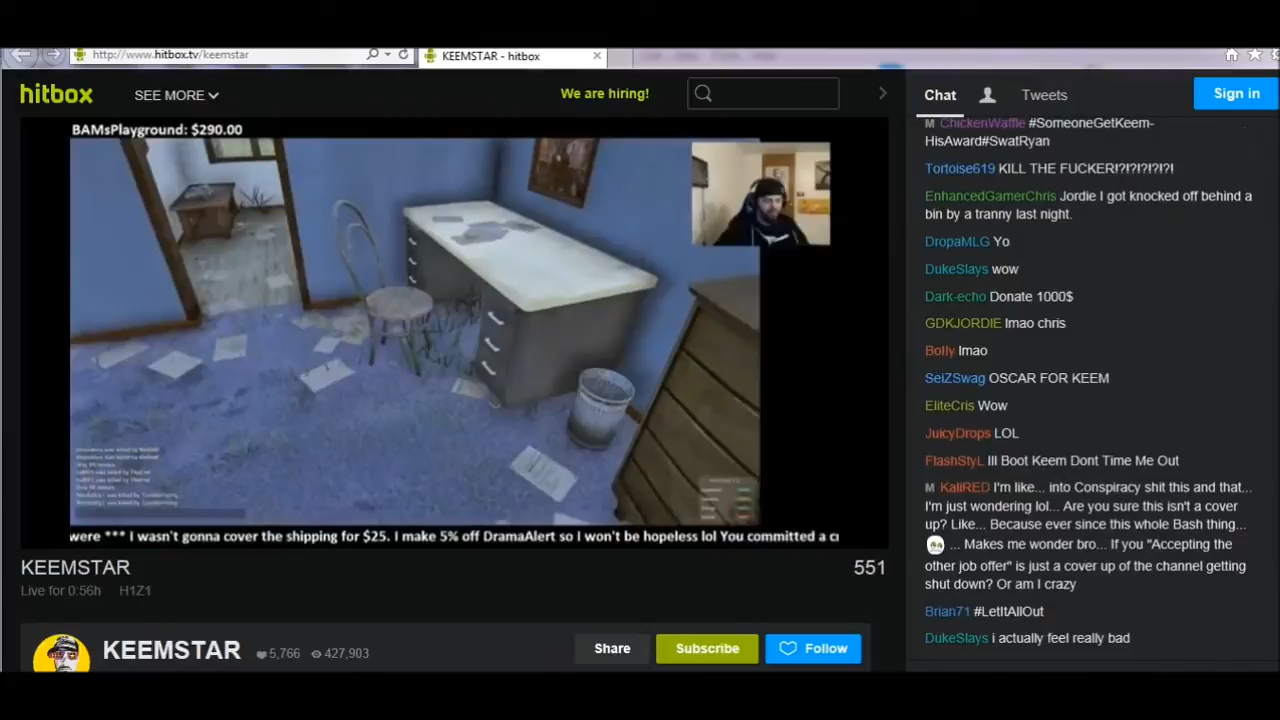 http://www.hitbox.tv/keemstar
KEEMSTAR - hitbox
hitbox
SEE MORE
We are hiring!
Chat
Tweets
Sign in
BAMsPlayground: $290.00
were *** I wasn't gonna cover the shipping for $25. I make 5% off DramaAlert so I won't be hopeless lol You committed a cr
KEEMSTAR
551
Live for 0:56h
H1Z1
KEEMSTAR
5,766
427,903
Share
Subscribe
Follow
M ChickenWaffle #SomeoneGetKeem-
HisAward#SwatRyan
Tortoise619 KILL THE FUCKER!?!?!?!?!
EnhancedGamerChris Jordie I got knocked off behind a
bin by a tranny last night.
DropaMLG Yo
DukeSlays wow
Dark-echo Donate 1000$
GDKJORDIE lmao chris
Bolly lmao
SeiZSwag OSCAR FOR KEEM
EliteCris Wow
JuicyDrops LOL
FlashStyL Ill Boot Keem Dont Time Me Out
M KaliRED I'm like... into Conspiracy shit this and that...
I'm just wondering lol... Are you sure this isn't a cover
up? Like... Because ever since this whole Bash thing...
... Makes me wonder bro... If you "Accepting the
other job offer" is just a cover up of the channel getting
shut down? Or am I crazy
Brian71 #LetItAllOut
DukeSlays i actually feel really bad